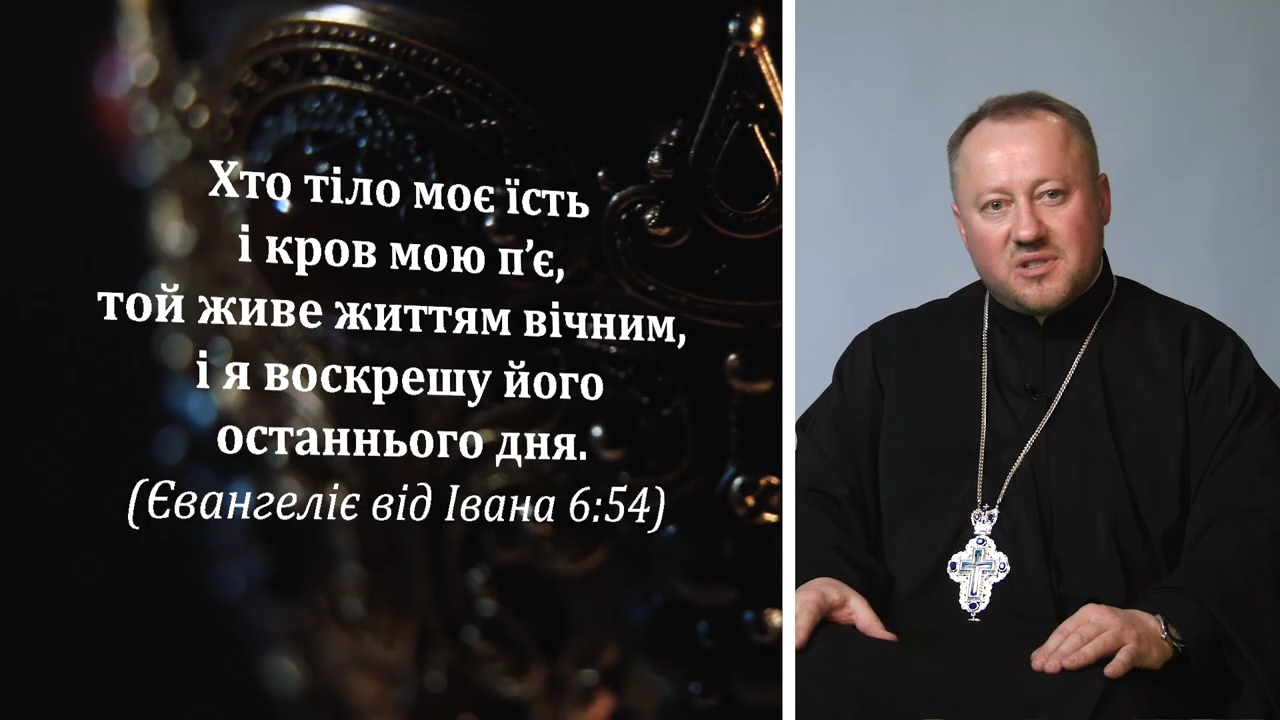 Хто тіло моє їсть
і кров мою п’є,
той живе життям вічним,
і я воскрешу його
останнього дня.
(Євангеліє від Івана 6:54)